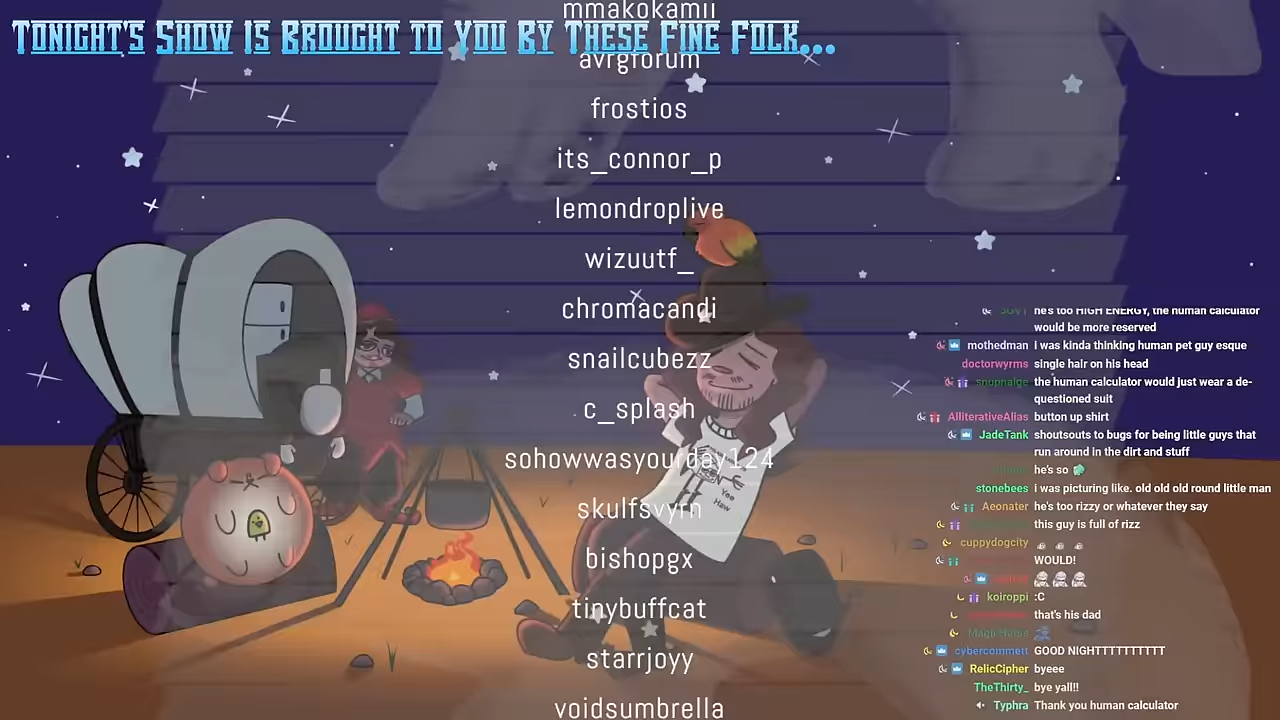 mmakokamii
Tonight's Show Is Brought to You By These Fine Folk...
avrgforum
frostios
its_connor_p
lemondroplive
wizuutf_
chromacandi
snailcubezz
c_splash
sohowwasyourday124
skulfsvyrn
bishopgx
tinybuffcat
starrjoyy
voidsumbrella
Yee
Haw
he's too HIGH ENERGY, the human calculator
would be more reserved
mothedman i was kinda thinking human pet guy esque
doctorwyrms single hair on his head
snopnalge the human calculator would just wear a de-
questioned suit
AlliterativeAlias button up shirt
JadeTank shoutsouts to bugs for being little guys that
run around in the dirt and stuff
he's so
stonebees i was picturing like. old old old round little man
Aeonater he's too rizzy or whatever they say
this guy is full of rizz
cuppydogcity
WOULD!
koiroppi :C
that's his dad
cybercommett GOOD NIGHTTTTTTTTTT
RelicCipher byeee
TheThirty_ bye yall!!
Typhra Thank you human calculator